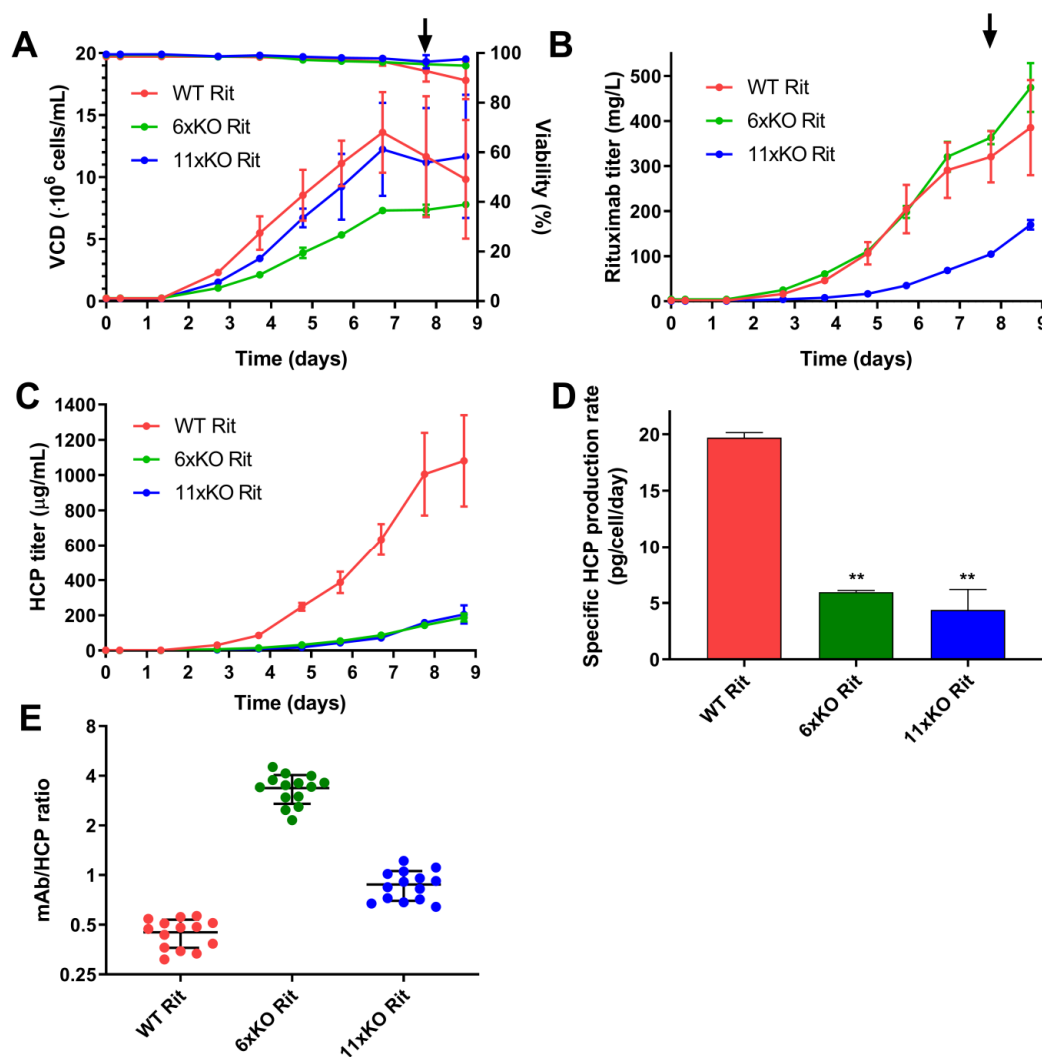 A
VCD (·10⁶ cells/mL)
20
15
10
5
0
100
80
60
40
20
0
Viability (%)
WT Rit
6xKO Rit
11xKO Rit
0 1 2 3 4 5 6 7 8 9
Time (days)
B
Rituximab titer (mg/L)
500
400
300
200
100
0
WT Rit
6xKO Rit
11xKO Rit
0 1 2 3 4 5 6 7 8 9
Time (days)
C
HCP titer (µg/mL)
1400
1200
1000
800
600
400
200
0
WT Rit
6xKO Rit
11xKO Rit
0 1 2 3 4 5 6 7 8 9
Time (days)
D
Specific HCP production rate
(pg/cell/day)
20
15
10
5
0
** **
WT Rit
6xKO Rit
11xKO Rit
E
mAb/HCP ratio
8
4
2
1
0.5
0.25
WT Rit
6xKO Rit
11xKO Rit